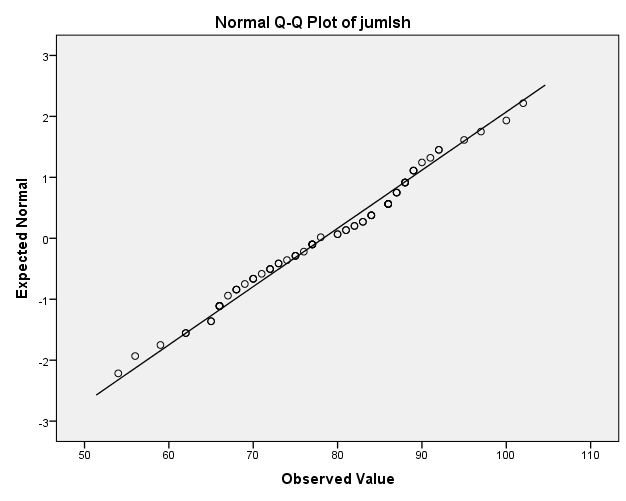 Normal Q-Q Plot of jumlsh
Expected Normal
3
2
1
0
-1
-2
-3
50 60 70 80 90 100 110
Observed Value